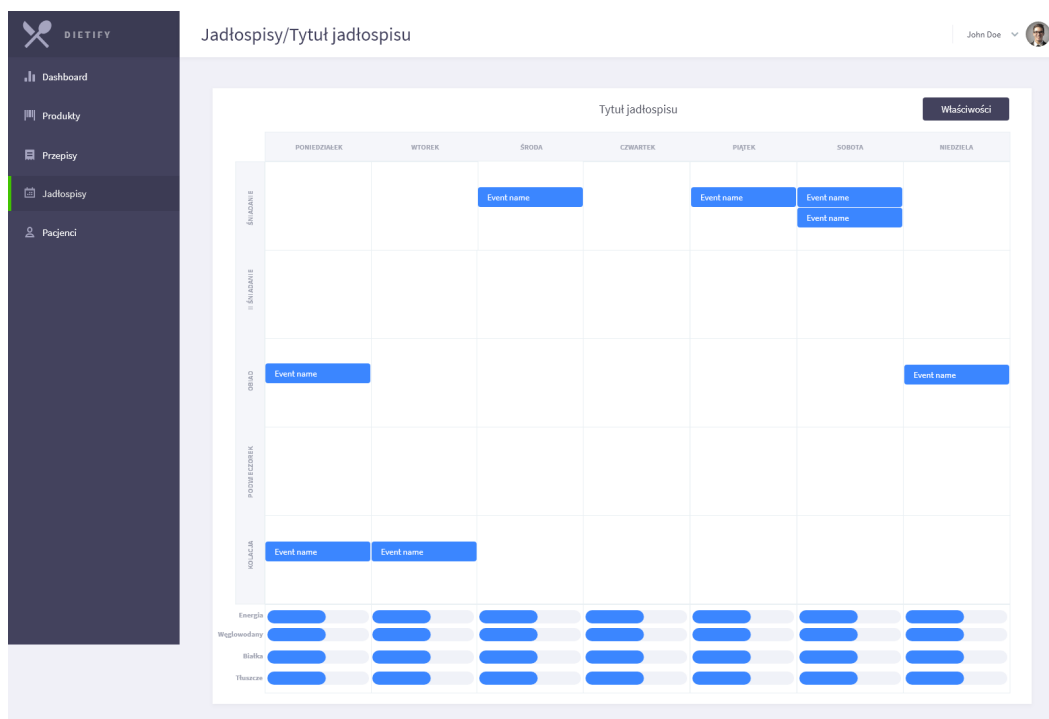 DIETIFY
Jadłospisy/Tytuł jadłospisu
John Doe
Dashboard
Produkty
Przepisy
Jadłospisy
Pacjenci
Tytuł jadłospisu
Właściwości
PONIEDZIAŁEK WTOREK ŚRODA CZWARTEK PIĄTEK SOBOTA NIEDZIELA
ŚNIADANIE
Event name Event name Event name
Event name
II ŚNIADANIE
OBIAD
Event name Event name
PODWIECZOREK
KOLACJA
Event name Event name
Energia
Węglowodany
Białka
Tłuszcze